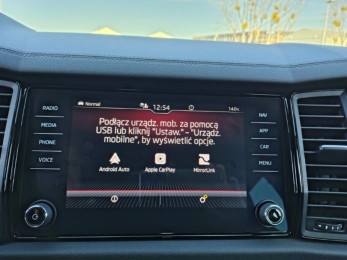 RADIO
MEDIA
PHONE
VOICE
Normal
12:54
14.0
Podłącz urządz. mob. za pomocą
USB lub kliknij "Ustaw." – "Urządz.
mobilne", by wyświetlić opcje.
Android Auto
Apple CarPlay
MirrorLink
NAV
APP
CAR
MENU